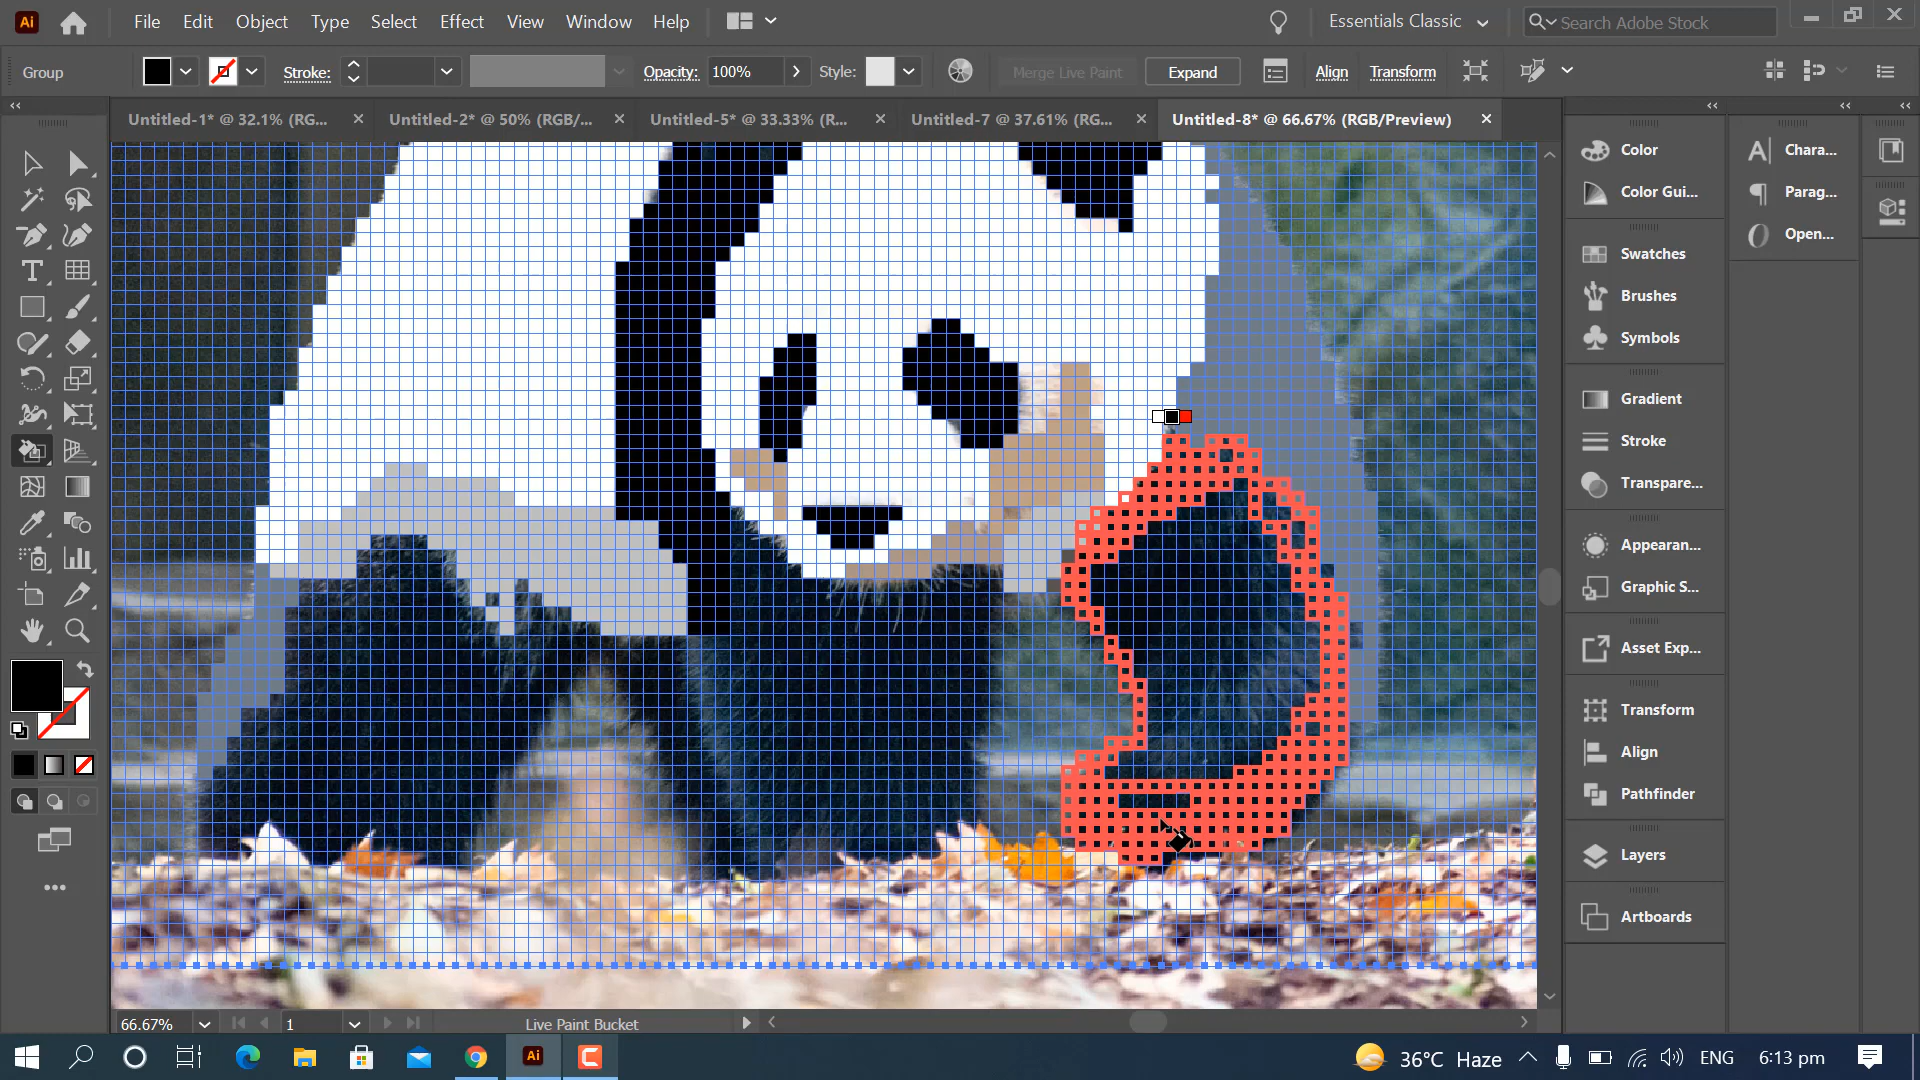 Ai File Edit Object Type Select Effect View Window Help Essentials Classic Search Adobe Stock
Group Stroke: Opacity: 100% Style: Merge Live Paint Expand Align Transform
Untitled-1* @ 32.1% (RG... Untitled-2* @ 50% (RGB/... Untitled-5* @ 33.33% (R... Untitled-7 @ 37.61% (RG... Untitled-8* @ 66.67% (RGB/Preview)
Color
Color Gui...
Swatches
Brushes
Symbols
Gradient
Stroke
Transpare...
Appearan...
Graphic S...
Asset Exp...
Transform
Align
Pathfinder
Layers
Artboards
Chara...
Parag...
Open...
66.67% 1 Live Paint Bucket
Ai 36°C Haze ENG 6:13 pm